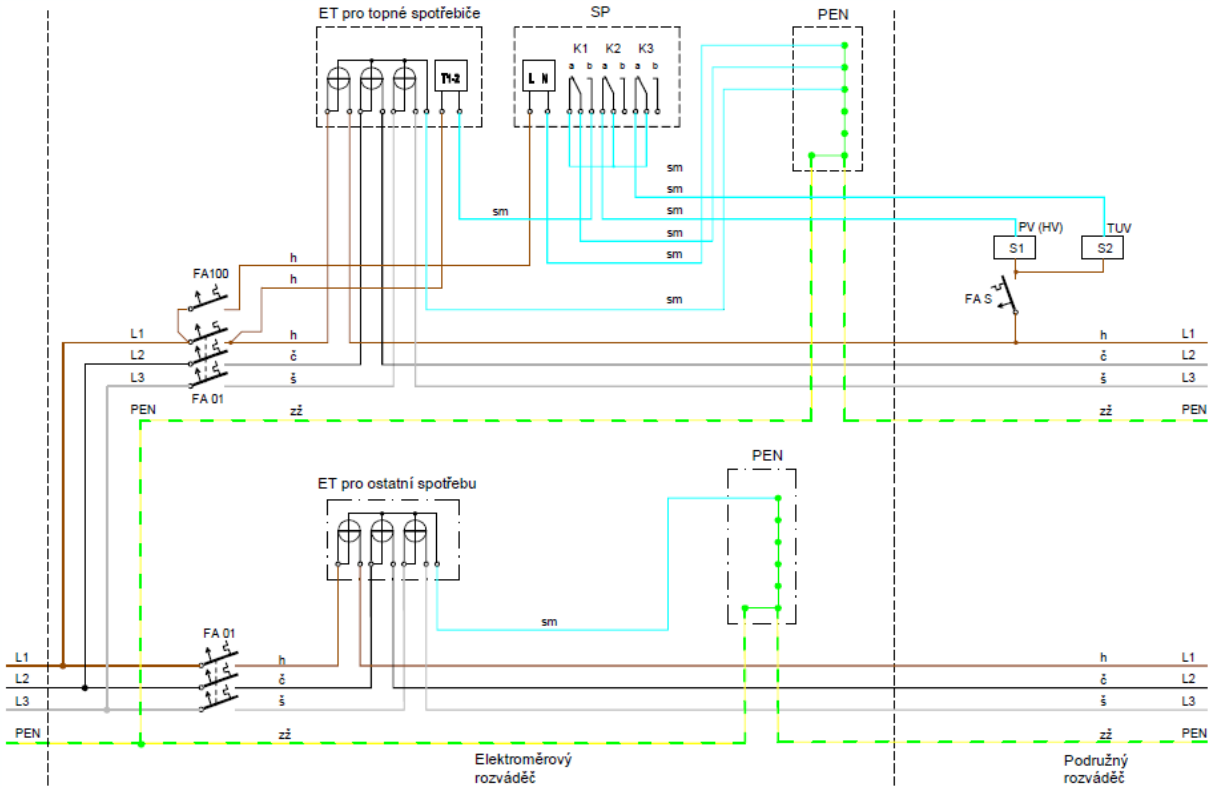 ET pro topné spotřebiče
SP
PEN
K1 K2 K3
a b a b a b
T1-2
L N
sm
sm
sm
sm
PV (HV)
TUV
sm
S1
S2
sm
h
FA100
h
sm
FA S
L1
h
h
L1
L2
č
č
L2
L3
š
š
L3
FA 01
PEN
zž
zž
PEN
PEN
ET pro ostatní spotřebu
sm
FA 01
L1
h
h
L1
L2
č
č
L2
L3
š
š
L3
PEN
zž
zž
PEN
Elektroměrový
rozváděč
Podružný
rozváděč